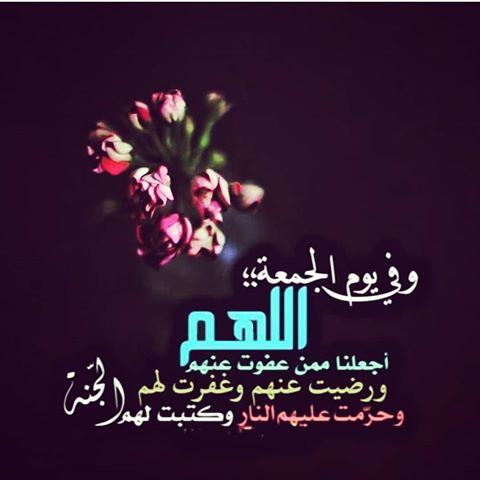 وفي يوم الجمعة؛؛
اللهم
أجعلنا ممن عفوت عنهم
ورضيت عنهم وغفرت لهم
وحرّمت عليهم النار وكتبت لهم الجنّة